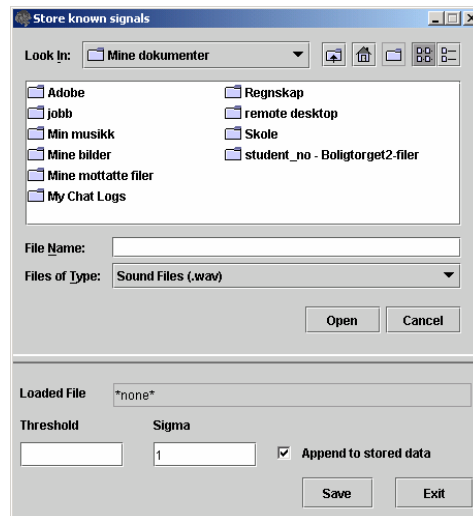 Store known signals
Look In: Mine dokumenter
Adobe
jobb
Min musikk
Mine bilder
Mine mottatte filer
My Chat Logs
Regnskap
remote desktop
Skole
student_no - Boligtorget2-filer
File Name:
Files of Type: Sound Files (.wav)
Open Cancel
Loaded File *none*
Threshold Sigma
1 Append to stored data
Save Exit